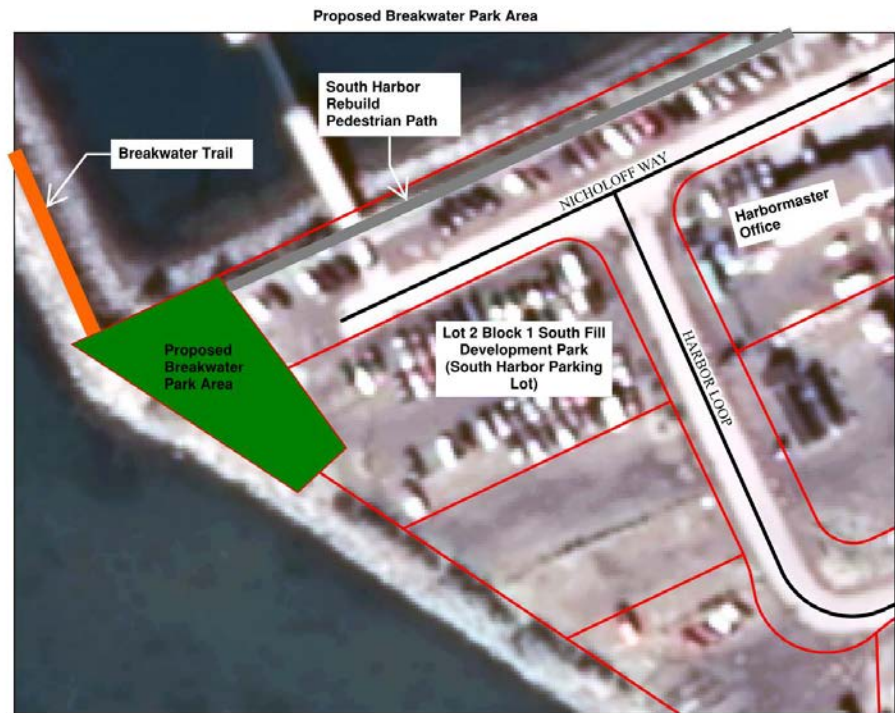 Proposed Breakwater Park Area
South Harbor
Rebuild
Pedestrian Path
Breakwater Trail
NICHOLOFF WAY
Harbormaster
Office
Lot 2 Block 1 South Fill
Development Park
(South Harbor Parking
Lot)
Proposed
Breakwater
Park Area
HARBOR LOOP